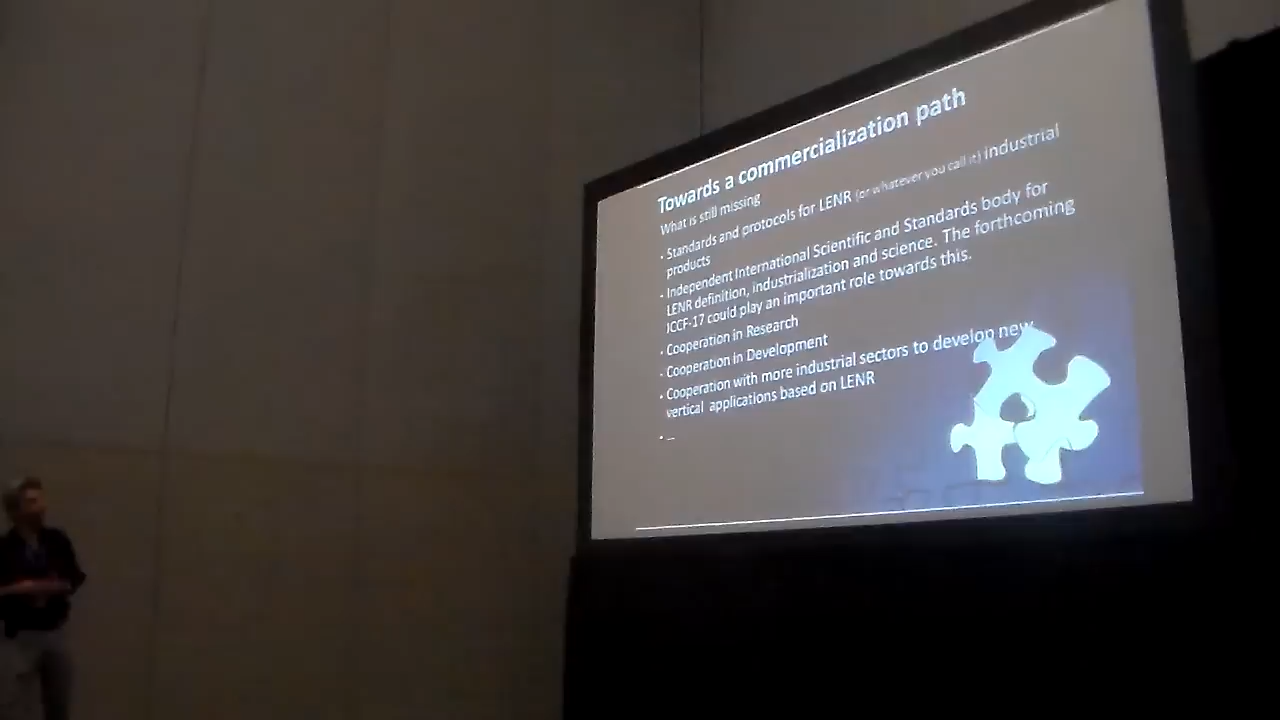 Towards a commercialization path
What is still missing
• Standards and protocols for LENR (or whatever you call it) industrial
products
• Independent International Scientific and Standards body for
LENR definition, industrialization and science. The forthcoming
ICCF-17 could play an important role towards this.
• Cooperation in Research
• Cooperation in Development
• Cooperation with more industrial sectors to develop new
vertical applications based on LENR
• ...